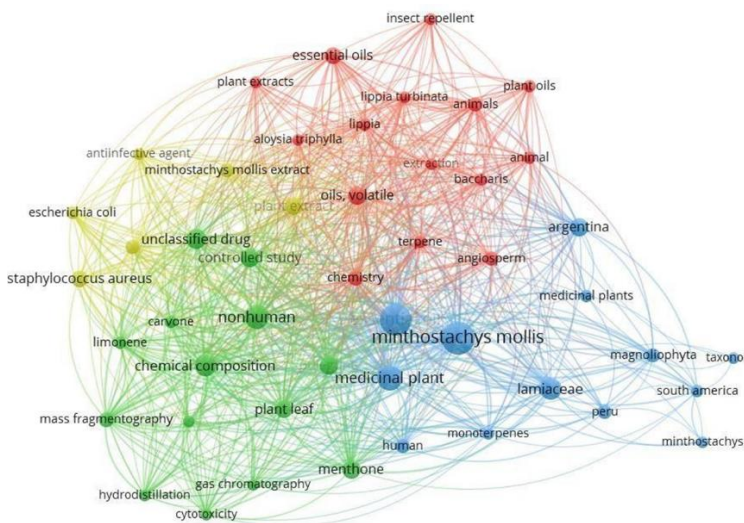 insect repellent
essential oils
plant extracts
plant oils
lippia turbinata
animals
lippia
aloysia triphylla
antiinfective agent
minthostachys mollis extract
extraction
animal
baccharis
oils, volatile
plant extract
escherichia coli
argentina
unclassified drug
terpene
controlled study
angiosperm
staphylococcus aureus
chemistry
medicinal plants
nonhuman
carvone
minthostachys mollis
limonene
magnoliophyta
taxono
chemical composition
medicinal plant
lamiaceae
south america
plant leaf
peru
mass fragmentography
monoterpenes
human
minthostachys
menthone
gas chromatography
hydrodistillation
cytotoxicity